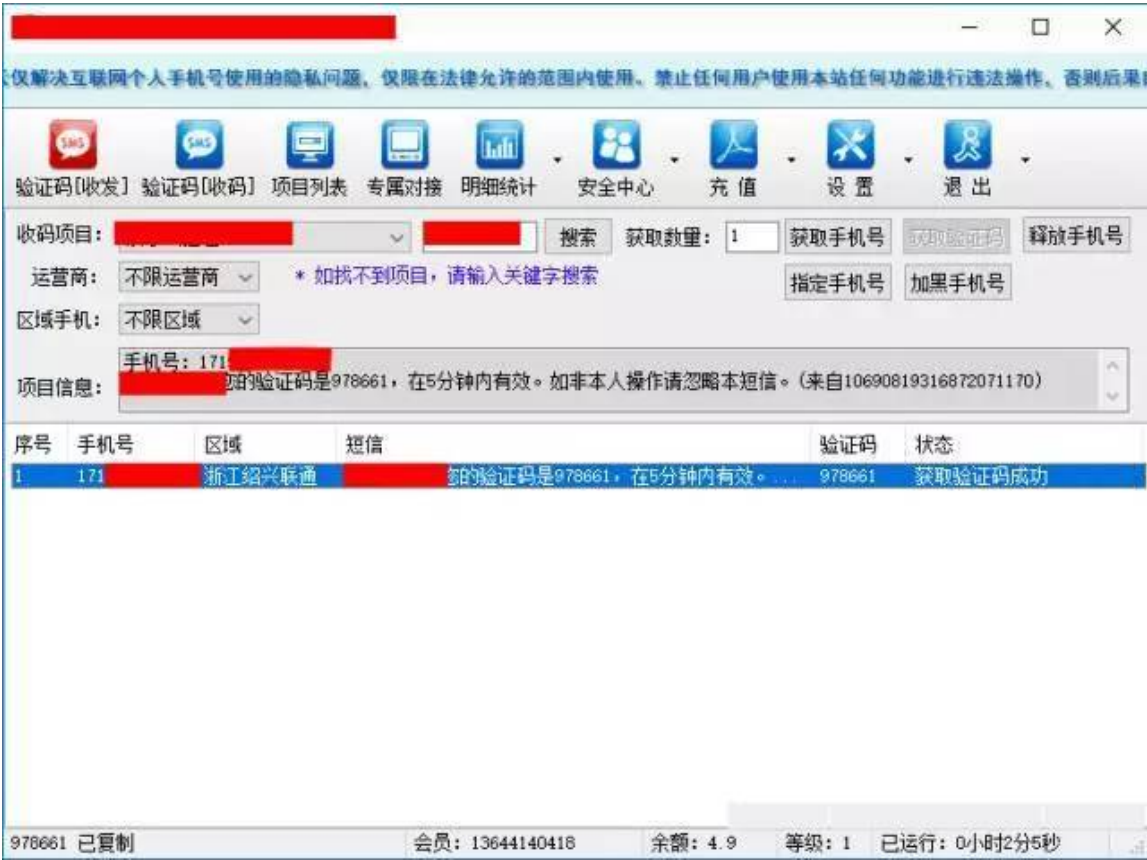 仅解决互联网个人手机号使用的隐私问题，仅限在法律允许的范围内使用。禁止任何用户使用本站任何功能进行违法操作，否则后果
SMS SMS
验证码[收发] 验证码[收码] 项目列表 专属对接 明细统计 安全中心 充值 设置 退出
收码项目： 搜索 获取数量： 1 获取手机号 获取验证码 释放手机号
运营商： 不限运营商 * 如找不到项目，请输入关键字搜索 指定手机号 加黑手机号
区域手机： 不限区域
手机号：171
项目信息： 您的验证码是978661，在5分钟内有效。如非本人操作请忽略本短信。(来自10690819316872071170)
序号 手机号 区域 短信 验证码 状态
1 171 浙江绍兴联通 您的验证码是978661，在5分钟内有效。... 978661 获取验证码成功
978661 已复制 会员：13644140418 余额：4.9 等级：1 已运行：0小时2分5秒